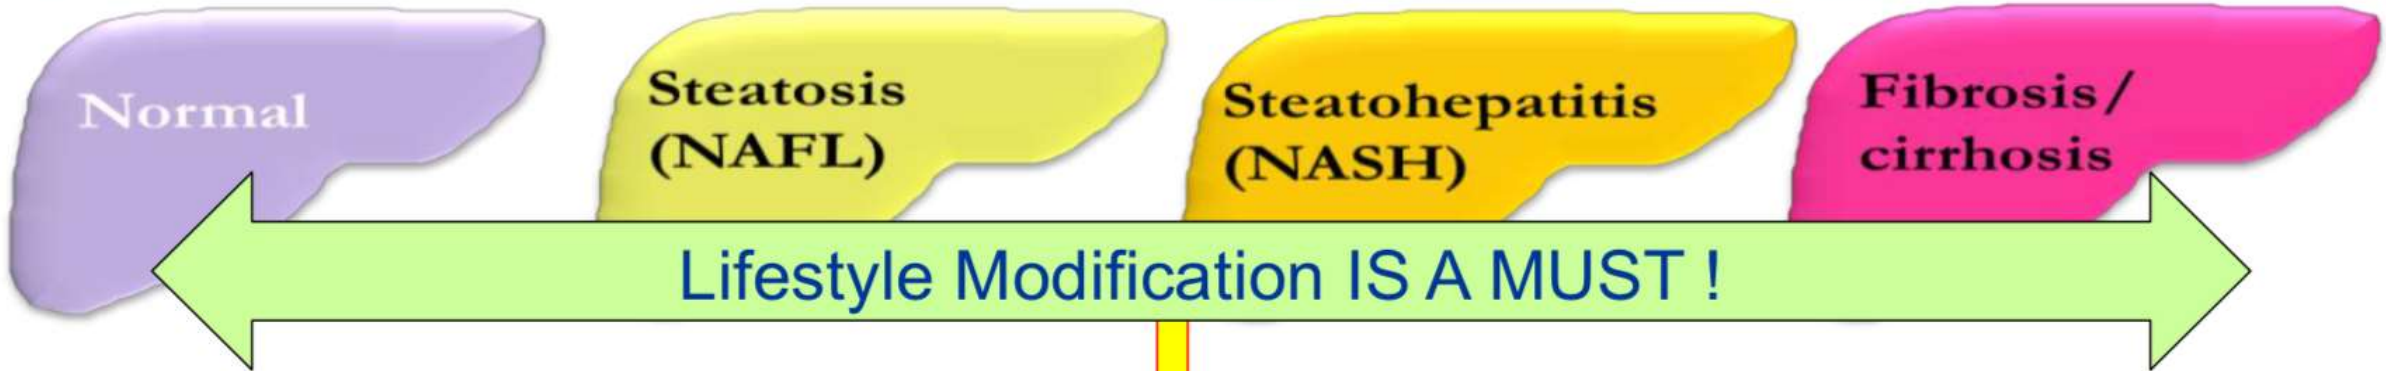 Normal
Steatosis
(NAFL)
Steatohepatitis
(NASH)
Fibrosis/
cirrhosis
Lifestyle Modification IS A MUST !